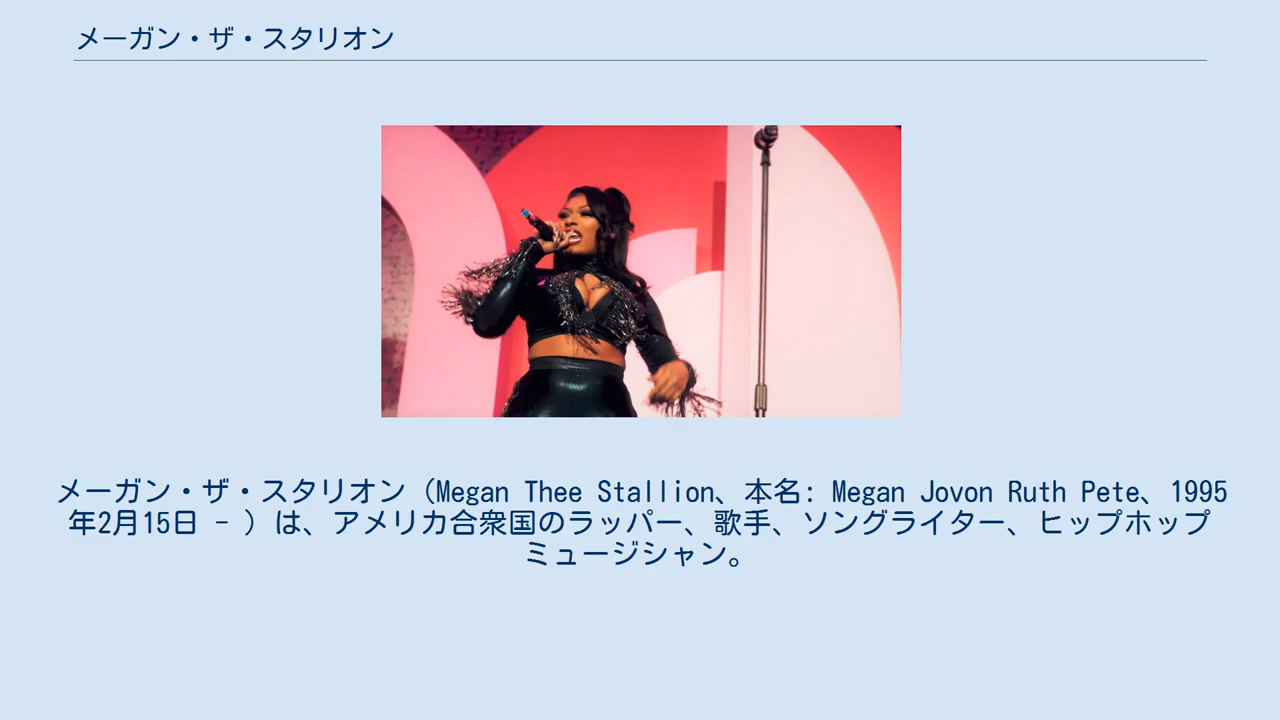 メーガン・ザ・スタリオン
メーガン・ザ・スタリオン（Megan Thee Stallion、本名: Megan Jovon Ruth Pete、1995
年2月15日 - ）は、アメリカ合衆国のラッパー、歌手、ソングライター、ヒップホップ
ミュージシャン。